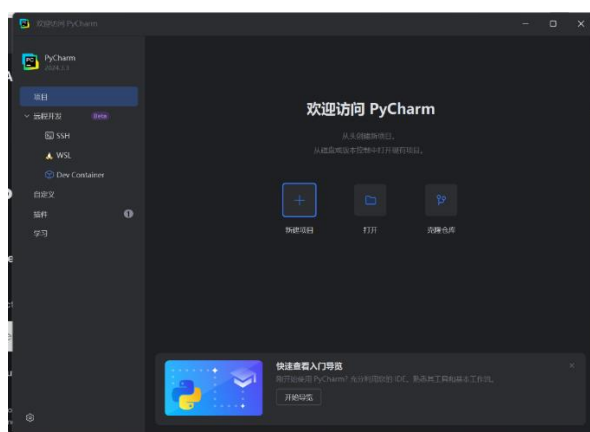 欢迎访问 PyCharm
PyCharm
2024.3.3
项目
远程开发 Beta
SSH
WSL
Dev Container
自定义
插件 1
学习
欢迎访问 PyCharm
从头创建新项目。
从磁盘或版本控制中打开现有项目。
新建项目
打开
克隆仓库
快速查看入门导览
刚开始使用 PyCharm? 充分利用您的 IDE，熟悉其工具和基本工作流。
开始导览